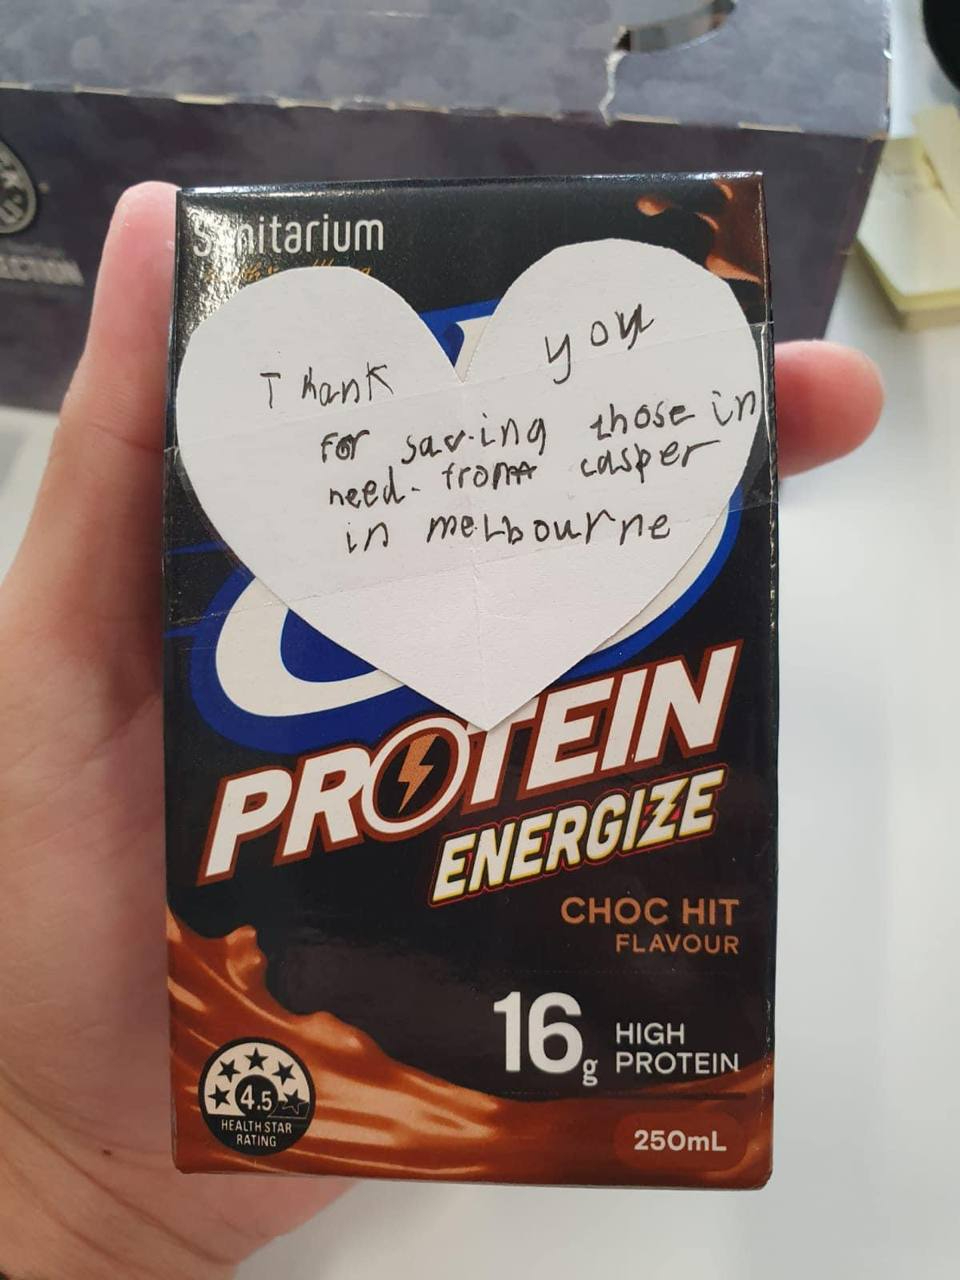 ECTION
Sanitarium
Thank you
For saving those in
need. from casper
in melbourne
PROTEIN
ENERGIZE
CHOC HIT
FLAVOUR
16g HIGH
PROTEIN
4.5
HEALTH STAR
RATING
250mL